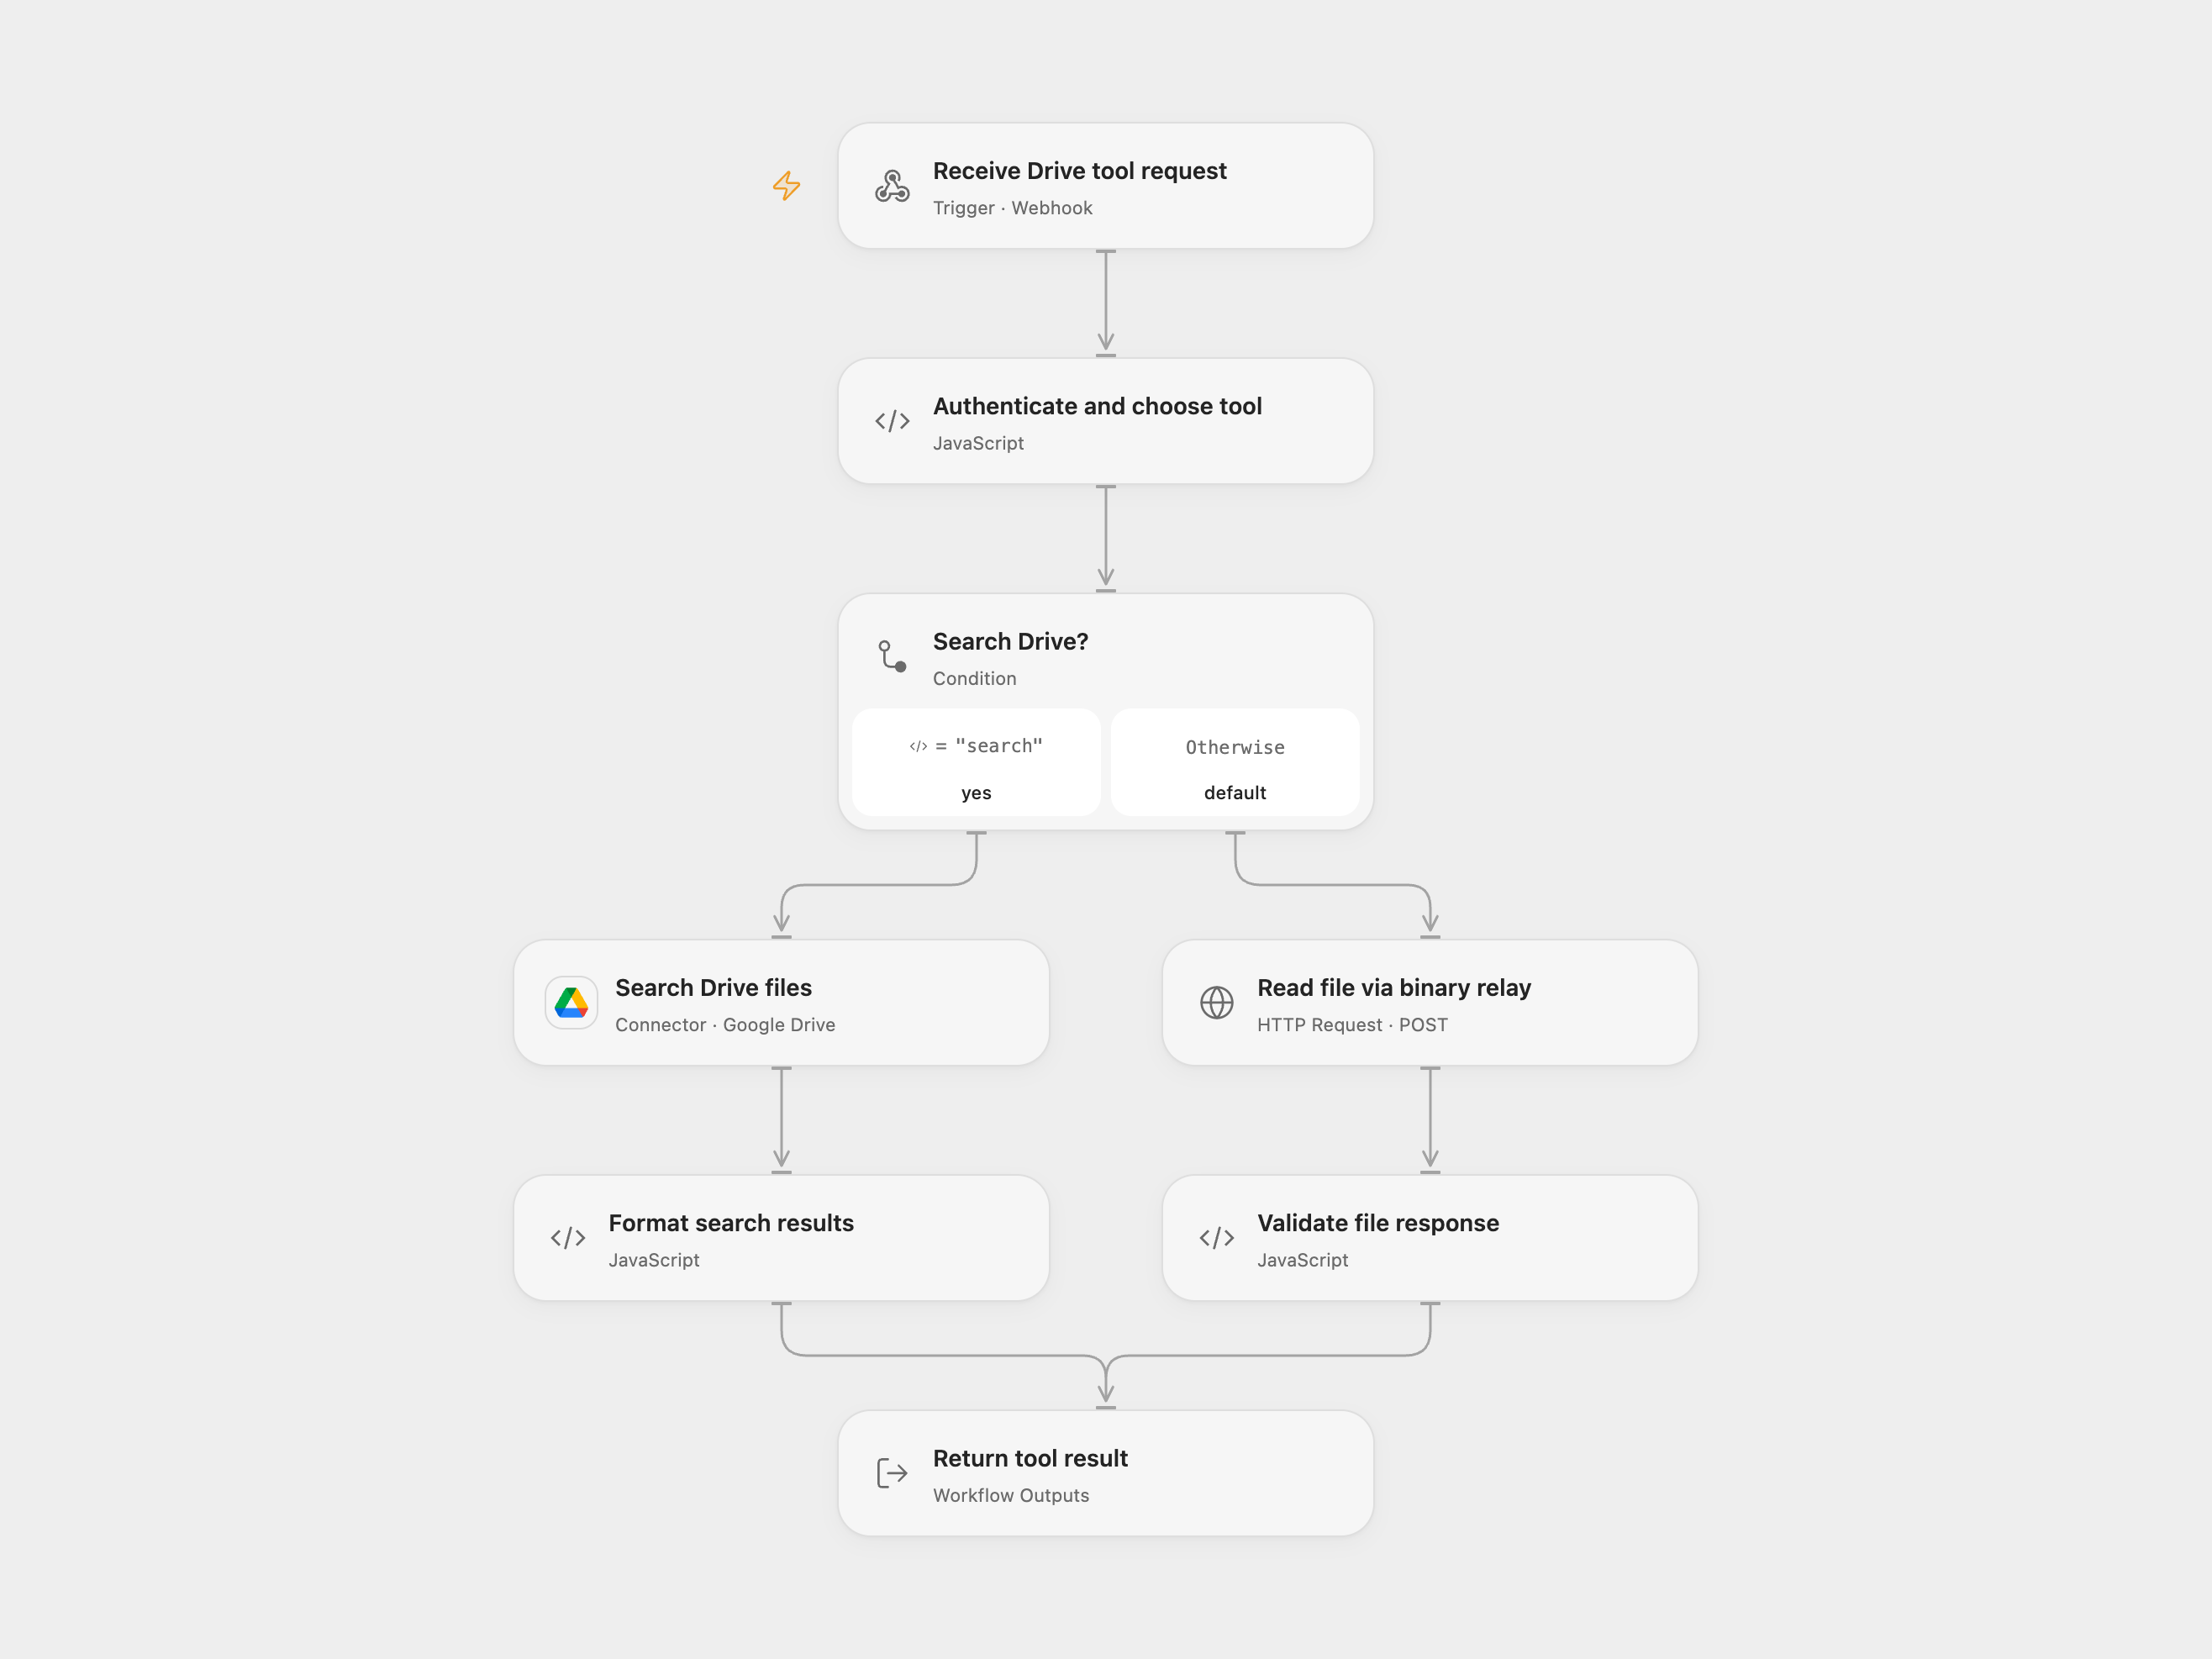 Receive Drive tool request
Trigger · Webhook
Authenticate and choose tool
JavaScript
Search Drive?
Condition
</> = "search"
yes
Otherwise
default
Search Drive files
Connector · Google Drive
Read file via binary relay
HTTP Request · POST
Format search results
JavaScript
Validate file response
JavaScript
Return tool result
Workflow Outputs